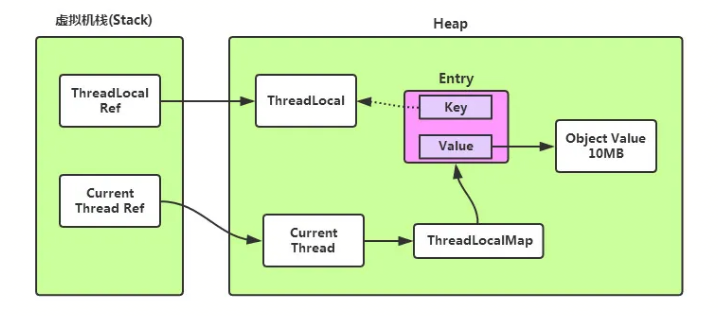 虚拟机栈(Stack)
Heap
ThreadLocal
Ref
ThreadLocal
Entry
Key
Value
Object Value
10MB
Current
Thread Ref
Current
Thread
ThreadLocalMap